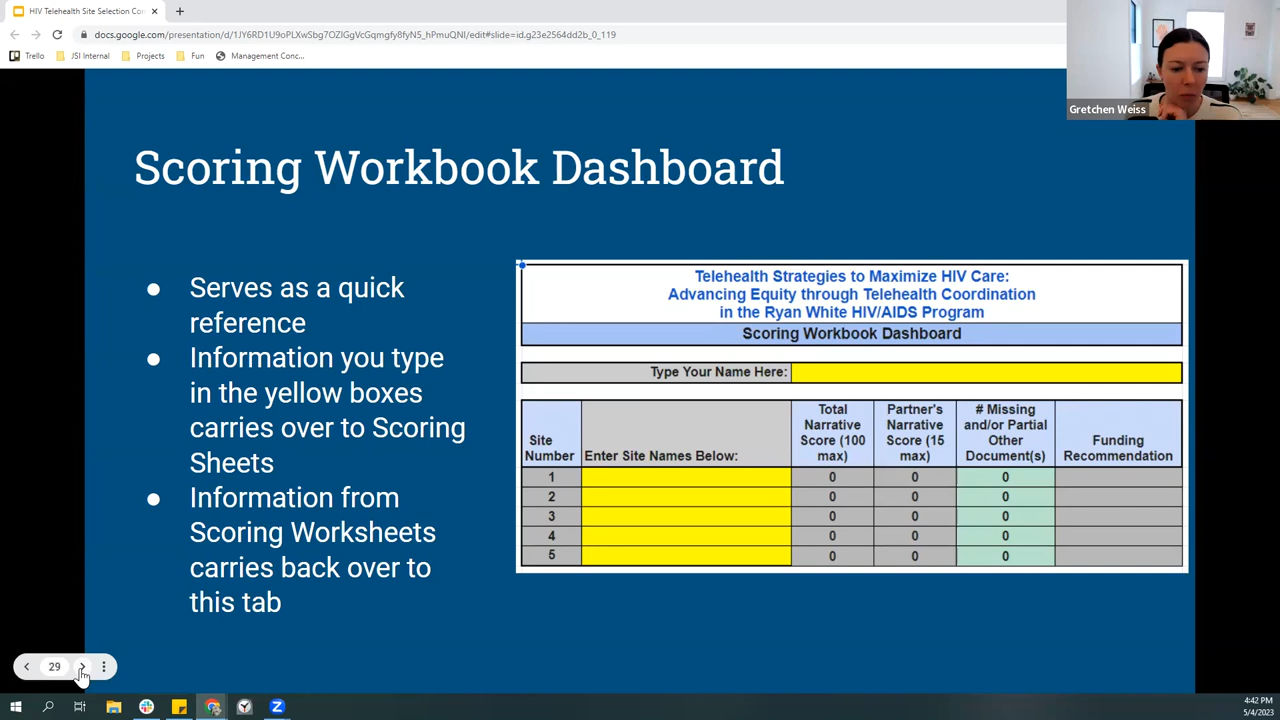 HIV Telehealth Site Selection Co
docs.google.com/presentation/d/1JY6RD1U9oPLXwSbg7OZIGgVcGqmgfy8fyN5_hPmuQNI/edit#slide=id.g23e2564dd2b_0_119
Trello
JSI Internal
Projects
Fun
Management Conc...
Gretchen Weiss
Scoring Workbook Dashboard
● Serves as a quick
reference
● Information you type
in the yellow boxes
carries over to Scoring
Sheets
● Information from
Scoring Worksheets
carries back over to
this tab
Telehealth Strategies to Maximize HIV Care:
Advancing Equity through Telehealth Coordination
in the Ryan White HIV/AIDS Program
Scoring Workbook Dashboard
Type Your Name Here:
Site
Number
Enter Site Names Below:
Total
Narrative
Score (100
max)
Partner's
Narrative
Score (15
max)
# Missing
and/or Partial
Other
Document(s)
Funding
Recommendation
1 0 0 0
2 0 0 0
3 0 0 0
4 0 0 0
5 0 0 0
29
4:42 PM
5/4/2023